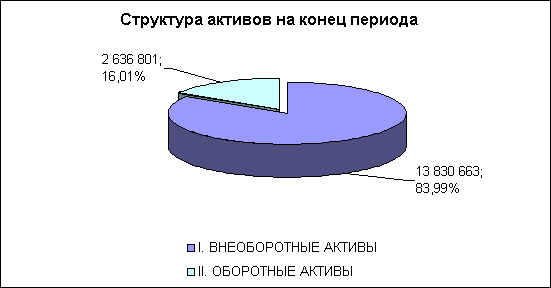 Структура активов на конец периода
2 636 801;
16,01%
13 830 663;
83,99%
I. ВНЕОБОРОТНЫЕ АКТИВЫ
II. ОБОРОТНЫЕ АКТИВЫ